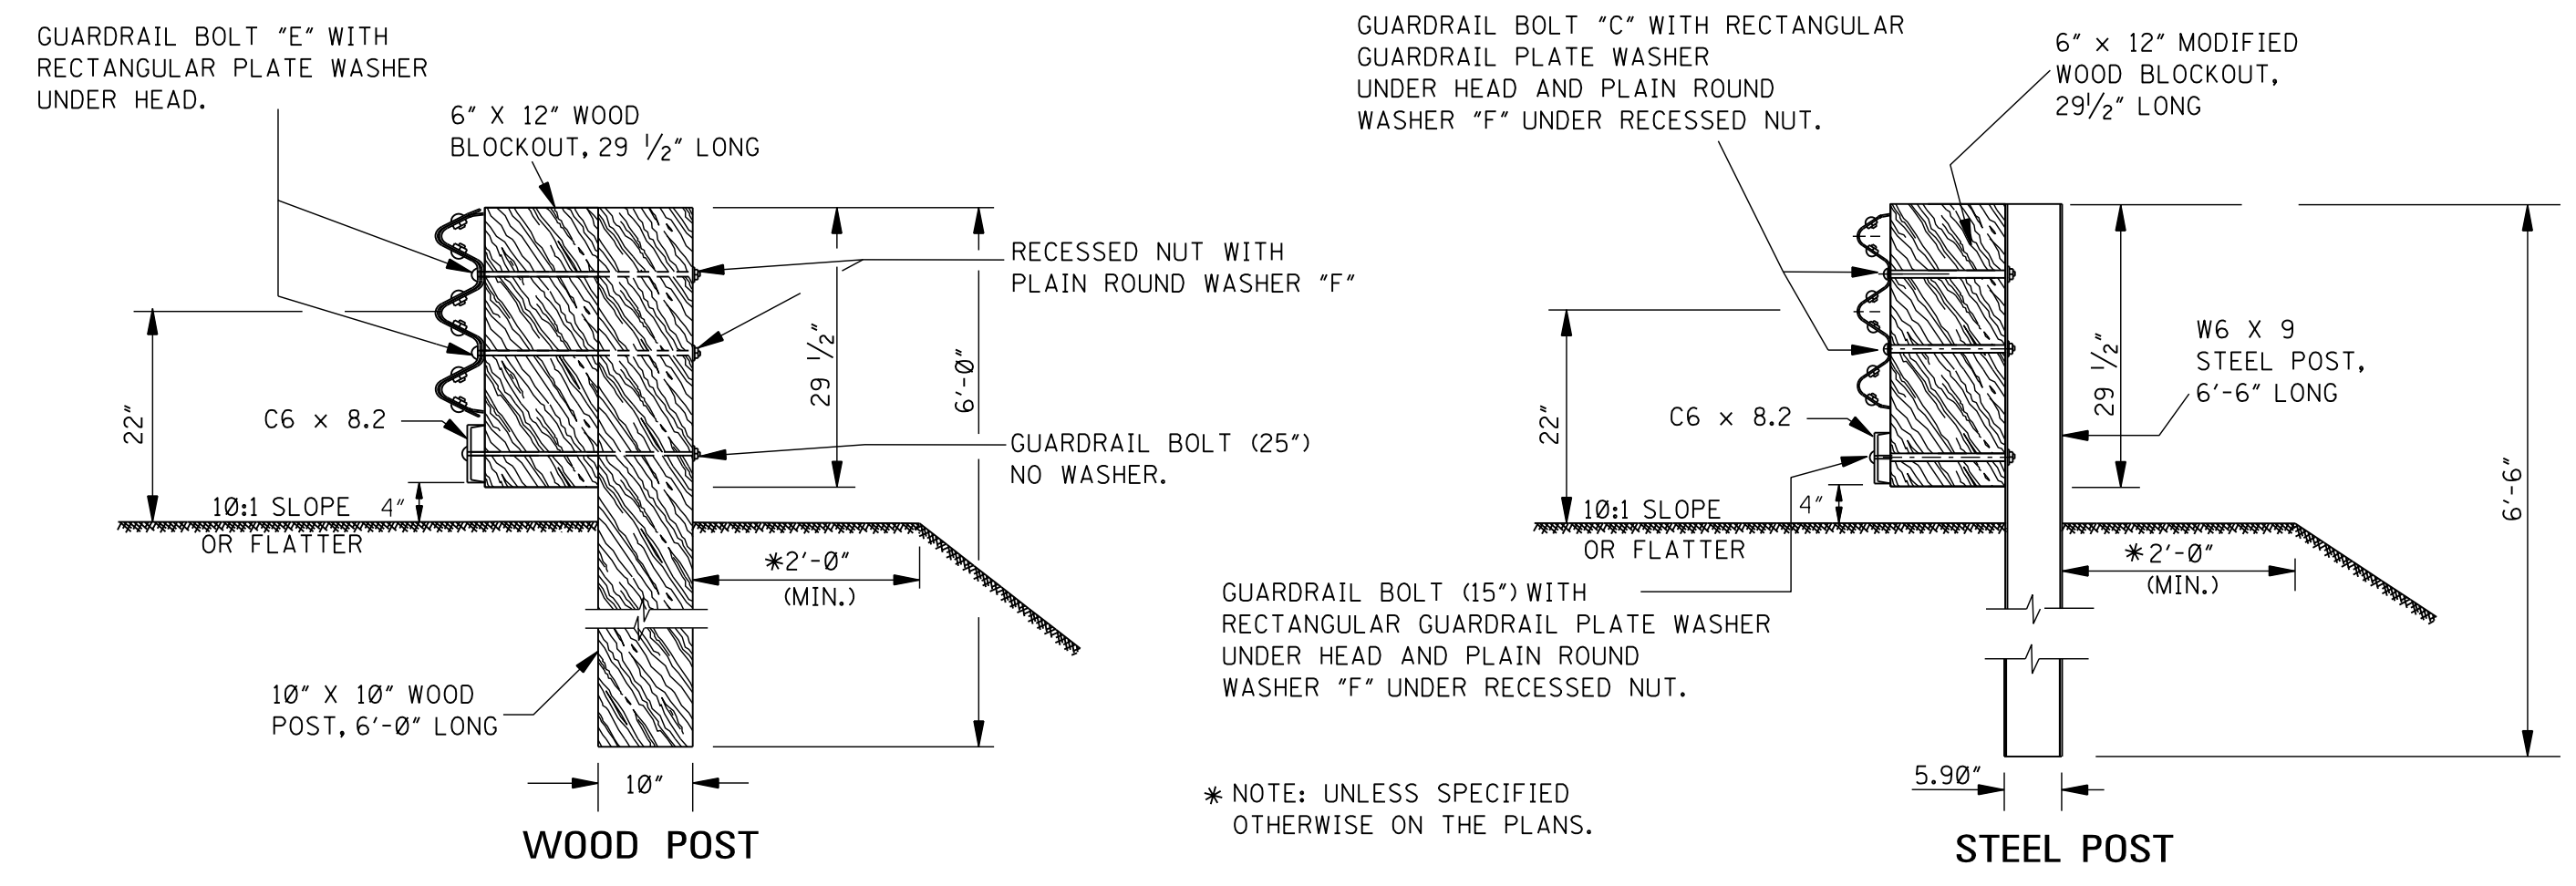 GUARDRAIL BOLT "E" WITH
RECTANGULAR PLATE WASHER
UNDER HEAD.
6" X 12" WOOD
BLOCKOUT, 29 1/2" LONG
RECESSED NUT WITH
PLAIN ROUND WASHER "F"
29 1/2"
6'-0"
22"
C6 x 8.2
GUARDRAIL BOLT (25")
NO WASHER.
10:1 SLOPE
OR FLATTER
4"
*2'-0"
(MIN.)
10" X 10" WOOD
POST, 6'-0" LONG
10"
WOOD POST
GUARDRAIL BOLT "C" WITH RECTANGULAR
GUARDRAIL PLATE WASHER
UNDER HEAD AND PLAIN ROUND
WASHER "F" UNDER RECESSED NUT.
6" x 12" MODIFIED
WOOD BLOCKOUT,
29 1/2" LONG
W6 X 9
STEEL POST,
6'-6" LONG
29 1/2"
6'-6"
22"
C6 x 8.2
10:1 SLOPE
OR FLATTER
4"
*2'-0"
(MIN.)
GUARDRAIL BOLT (15") WITH
RECTANGULAR GUARDRAIL PLATE WASHER
UNDER HEAD AND PLAIN ROUND
WASHER "F" UNDER RECESSED NUT.
5.90"
STEEL POST
* NOTE: UNLESS SPECIFIED
OTHERWISE ON THE PLANS.